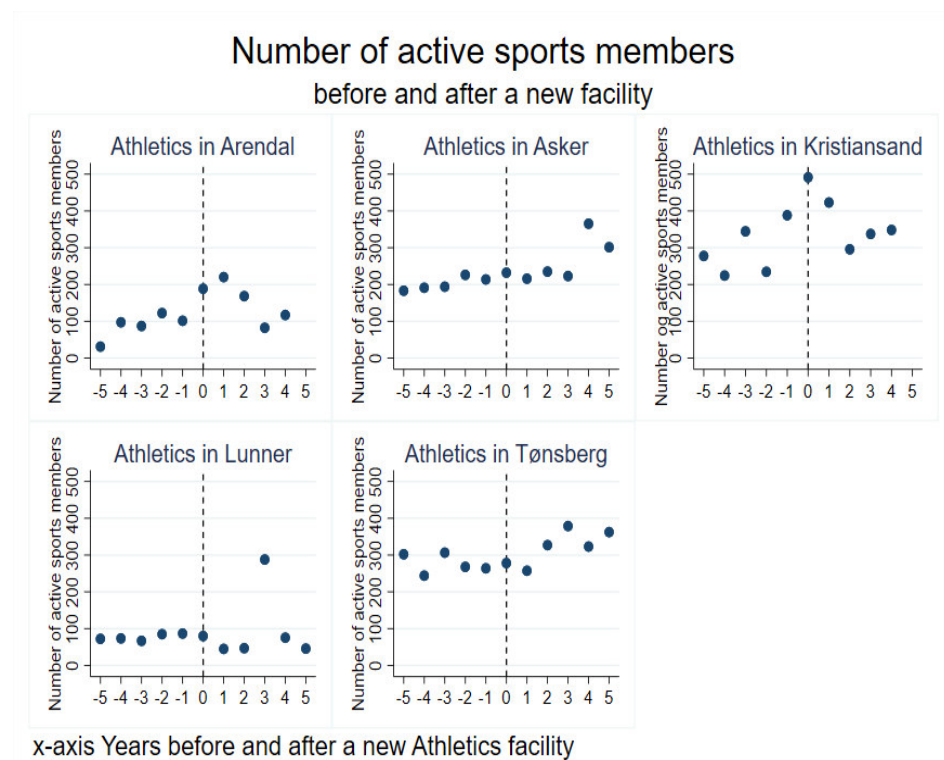 Number of active sports members
before and after a new facility
Athletics in Arendal
Number of active sports members
0 100 200 300 400 500
-5 -4 -3 -2 -1 0 1 2 3 4 5
Athletics in Asker
Number of active sports members
0 100 200 300 400 500
-5 -4 -3 -2 -1 0 1 2 3 4 5
Athletics in Kristiansand
Number og active sports members
0 100 200 300 400 500
-5 -4 -3 -2 -1 0 1 2 3 4 5
Athletics in Lunner
Number of active sports members
0 100 200 300 400 500
-5 -4 -3 -2 -1 0 1 2 3 4 5
Athletics in Tønsberg
Number of active sports members
0 100 200 300 400 500
-5 -4 -3 -2 -1 0 1 2 3 4 5
x-axis Years before and after a new Athletics facility